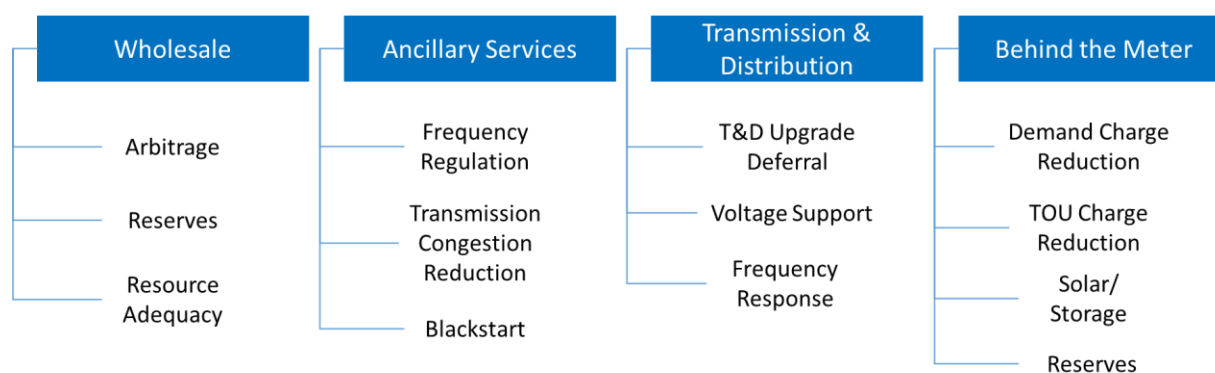 Wholesale
Arbitrage
Reserves
Resource
Adequacy
Ancillary Services
Frequency
Regulation
Transmission
Congestion
Reduction
Blackstart
Transmission &
Distribution
T&D Upgrade
Deferral
Voltage Support
Frequency
Response
Behind the Meter
Demand Charge
Reduction
TOU Charge
Reduction
Solar/
Storage
Reserves